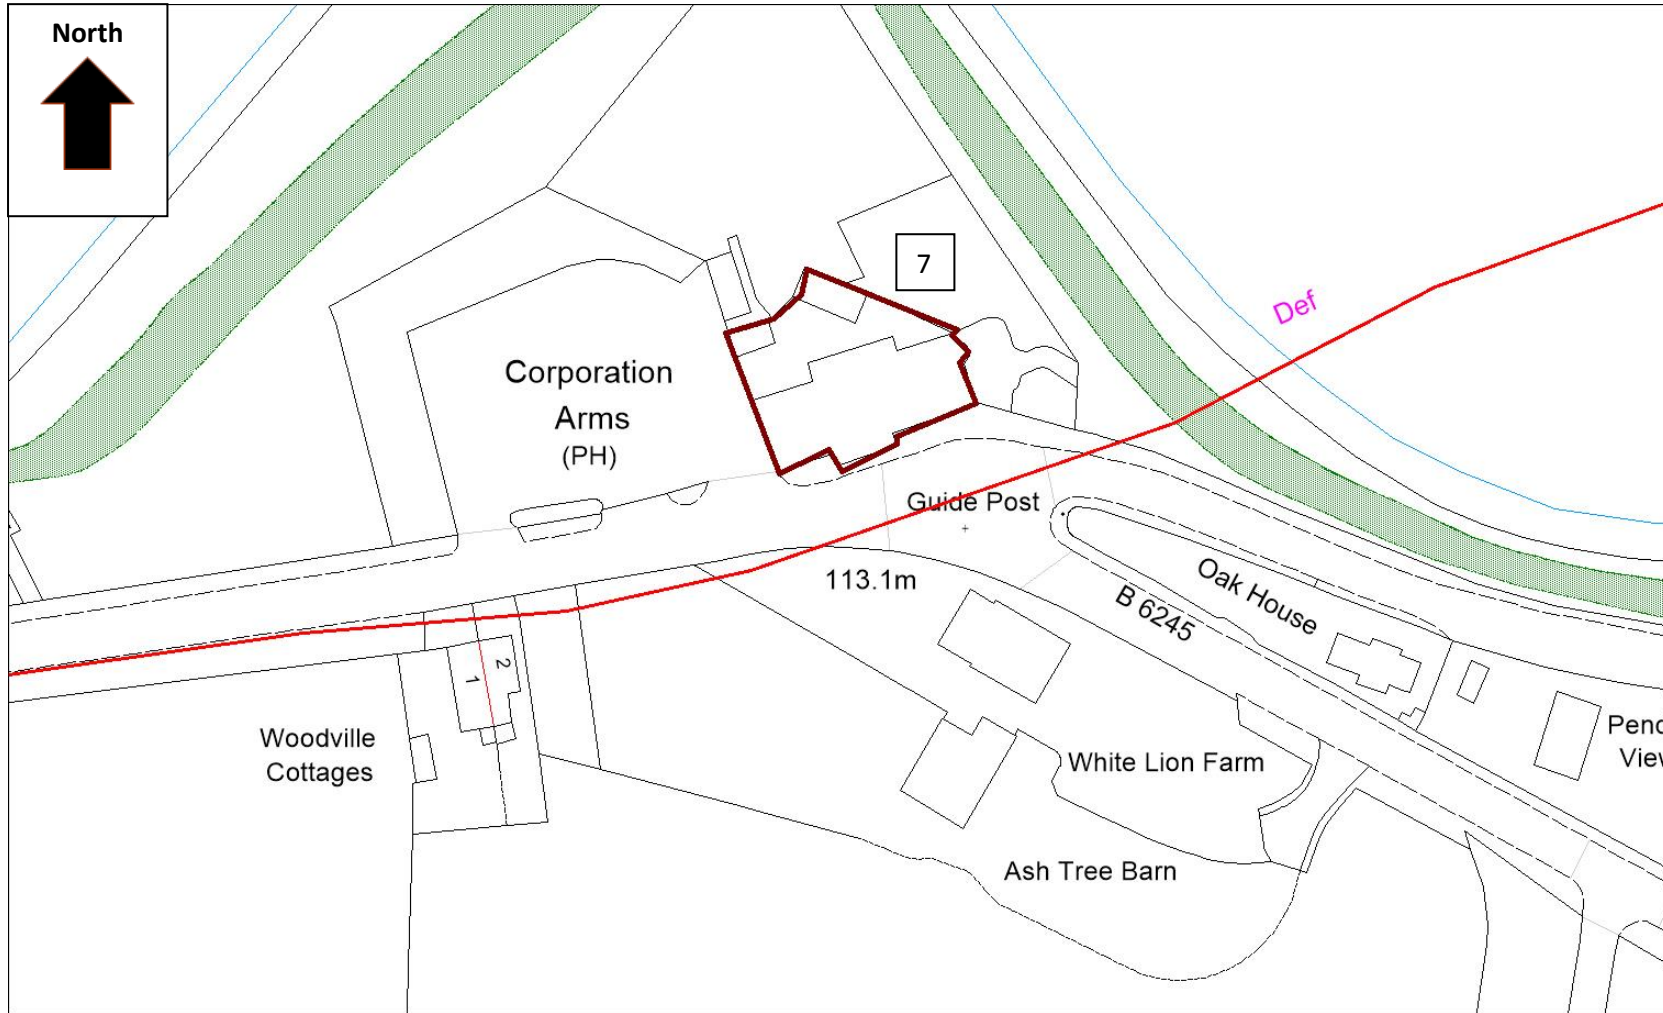 North
7
Def
Corporation
Arms
(PH)
Guide Post
113.1m
Oak House
B 6245
2
1
Woodville
Cottages
White Lion Farm
Pend
View
Ash Tree Barn